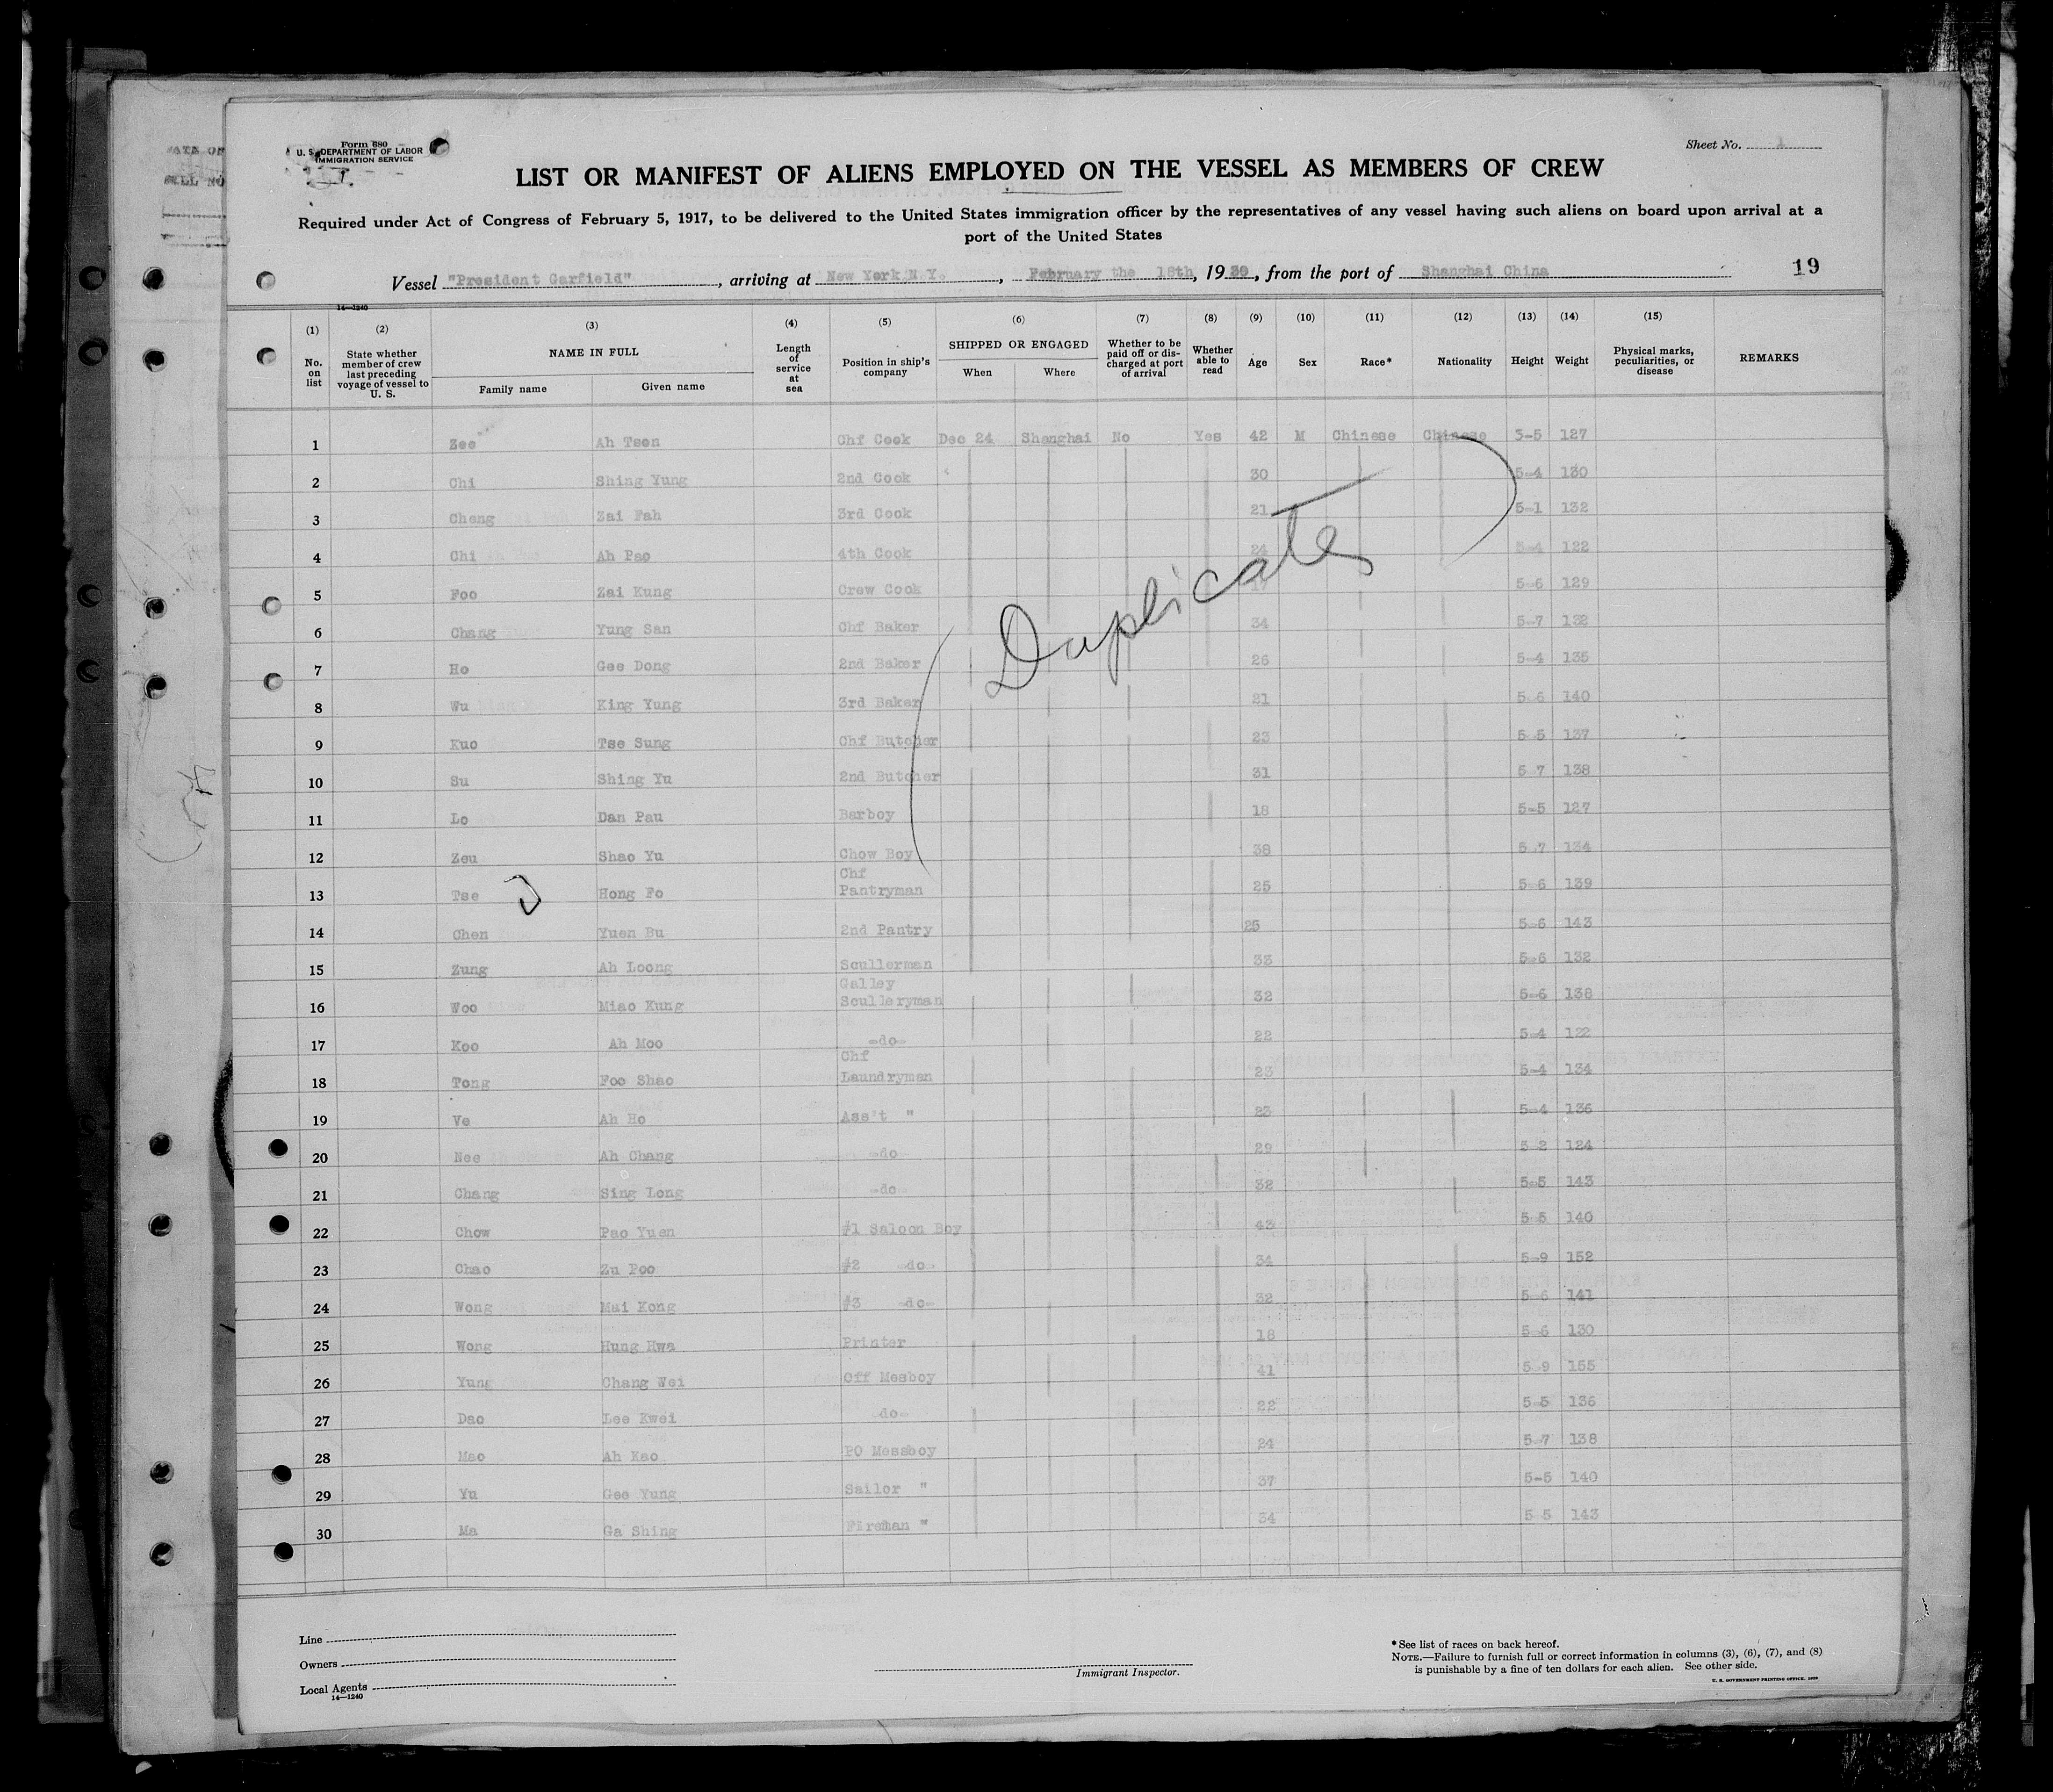 Form 680
U. S. DEPARTMENT OF LABOR
IMMIGRATION SERVICE
Sheet No.
LIST OR MANIFEST OF ALIENS EMPLOYED ON THE VESSEL AS MEMBERS OF CREW
Required under Act of Congress of February 5, 1917, to be delivered to the United States immigration officer by the representatives of any vessel having such aliens on board upon arrival at a
port of the United States
Vessel "President Garfield", arriving at New York N.Y., February the 18th, 1930, from the port of Shanghai China
19
14—1240
(1) No. on list
(2) State whether member of crew last preceding voyage of vessel to U. S.
(3) NAME IN FULL Family name Given name
(4) Length of service at sea
(5) Position in ship's company
(6) SHIPPED OR ENGAGED When Where
(7) Whether to be paid off or discharged at port of arrival
(8) Whether able to read
(9) Age
(10) Sex
(11) Race*
(12) Nationality
(13) Height
(14) Weight
(15) Physical marks, peculiarities, or disease
REMARKS
1 Zee Ah Tsen Chf Cook Dec 24 Shanghai No Yes 42 M Chinese Chinese 5-5 127
2 Chi Shing Yung 2nd Cook 30 5-4 130
3 Cheng Zai Fah 3rd Cook 21 5-1 132
4 Chi Ah Pao 4th Cook 24 5-4 122
5 Foo Zai Kung Crew Cook 17 5-6 129
6 Chang Yung San Chf Baker 34 5-7 132
7 Ho Gee Dong 2nd Baker 26 5-4 135
8 Wu King Yung 3rd Baker 21 5-6 140
9 Kuo Tse Sung Chf Butcher 23 5-5 137
10 Su Shing Yu 2nd Butcher 31 5-7 138
11 Lo Dan Pau Barboy 18 5-5 127
12 Zeu Shao Yu Chow Boy 38 5-7 134
13 Tse Hong Fo Chf Pantryman 25 5-6 139
14 Chen Yuen Bu 2nd Pantry 25 5-6 143
15 Zung Ah Loong Scullerman 33 5-6 132
16 Woo Miao Kung Galley Sculleryman 32 5-6 138
17 Koo Ah Moo -do- 22 5-4 122
18 Tong Foo Shao Chf Laundryman 23 5-4 134
19 Ve Ah Ho Ass't " 23 5-4 136
20 Nee Ah Chang -do- 29 5-2 124
21 Chang Sing Long -do- 32 5-5 143
22 Chow Pao Yuen #1 Saloon Boy 43 5-5 140
23 Chao Zu Poo #2 -do- 34 5-9 152
24 Wong Mai Kong #3 -do- 32 5-6 141
25 Wong Hung Hwa Printer 18 5-6 130
26 Yung Chang Wei Off Mesboy 41 5-9 155
27 Dao Lee Kwei -do- 22 5-5 136
28 Mao Ah Kao PO Messboy 24 5-7 138
29 Yu Gee Yung Sailor " 37 5-5 140
30 Ma Ga Shing Fireman " 34 5-5 143
Duplicate
Line
Owners
Local Agents
14—1240
Immigrant Inspector.
*See list of races on back hereof.
NOTE.—Failure to furnish full or correct information in columns (3), (6), (7), and (8)
is punishable by a fine of ten dollars for each alien. See other side.
U. S. GOVERNMENT PRINTING OFFICE: 1929